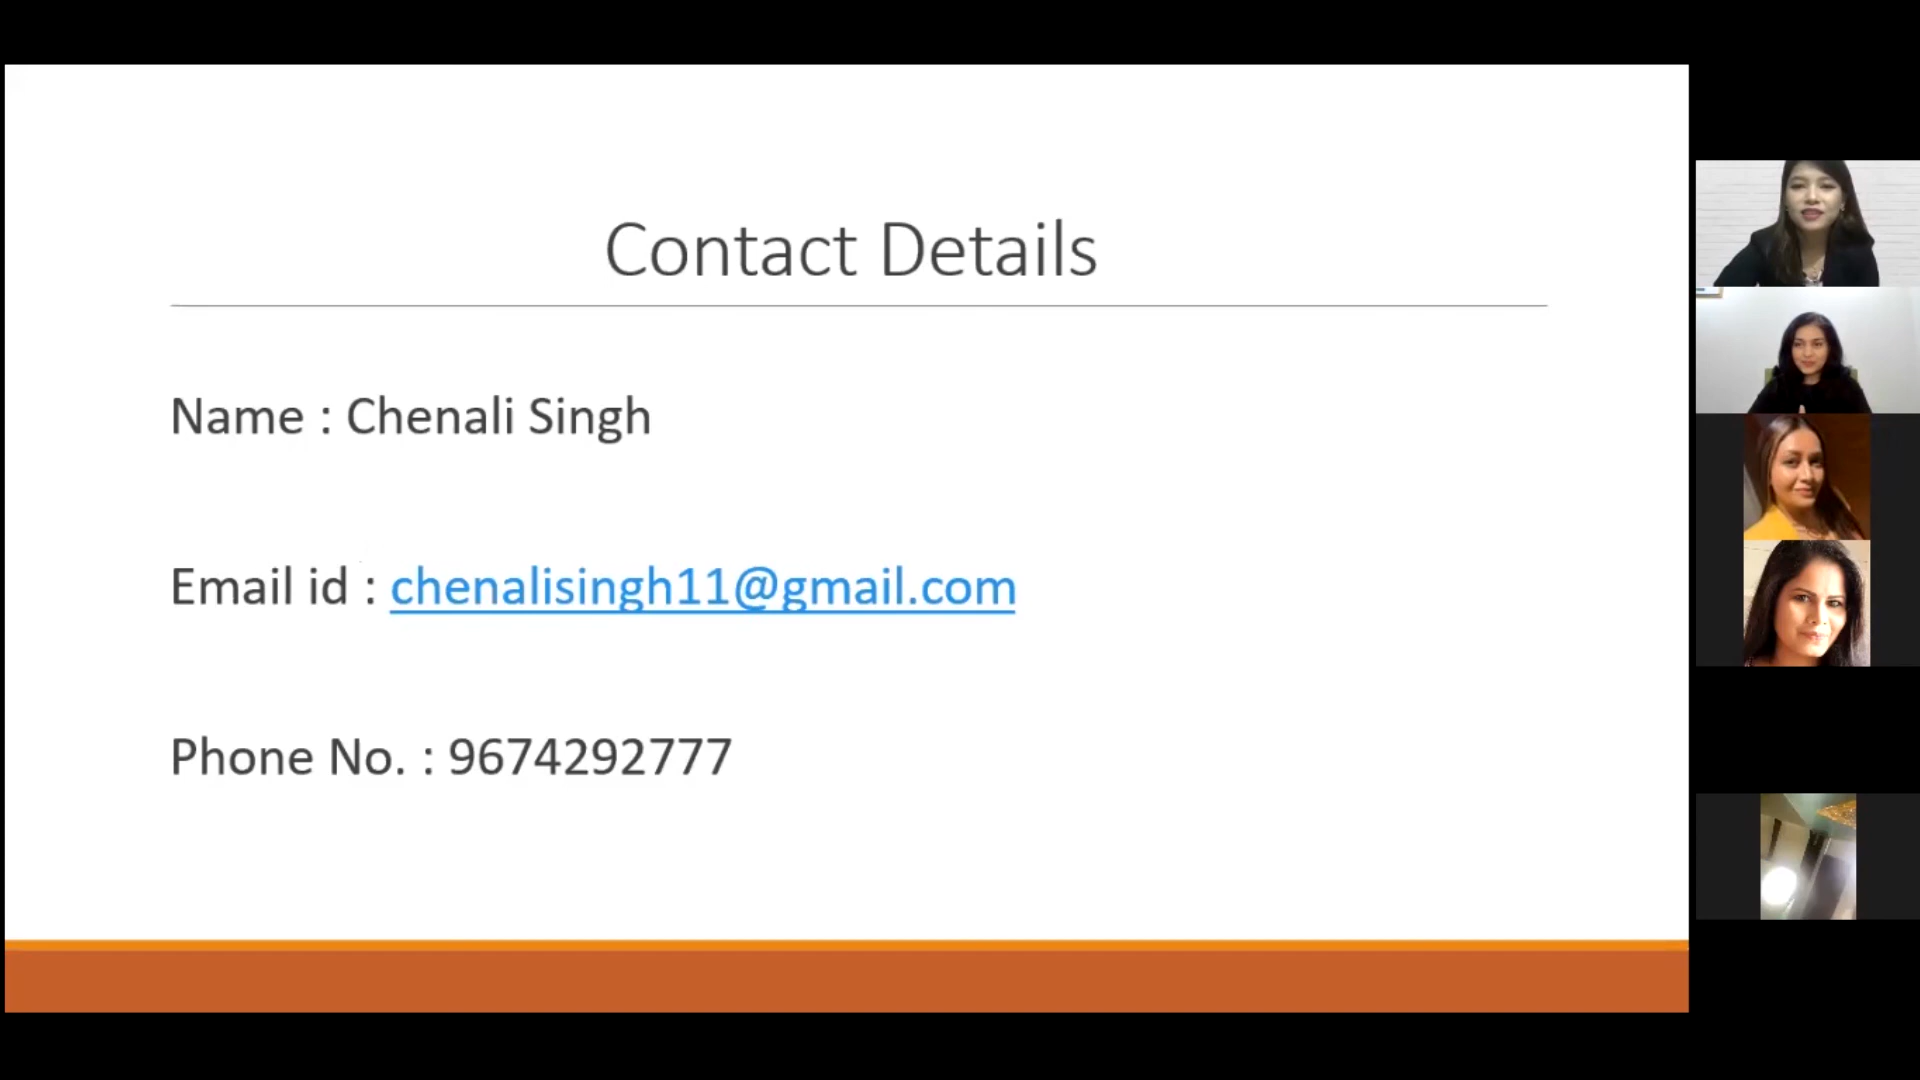 Contact Details
Name : Chenali Singh
Email id : chenalisingh11@gmail.com
Phone No. : 9674292777